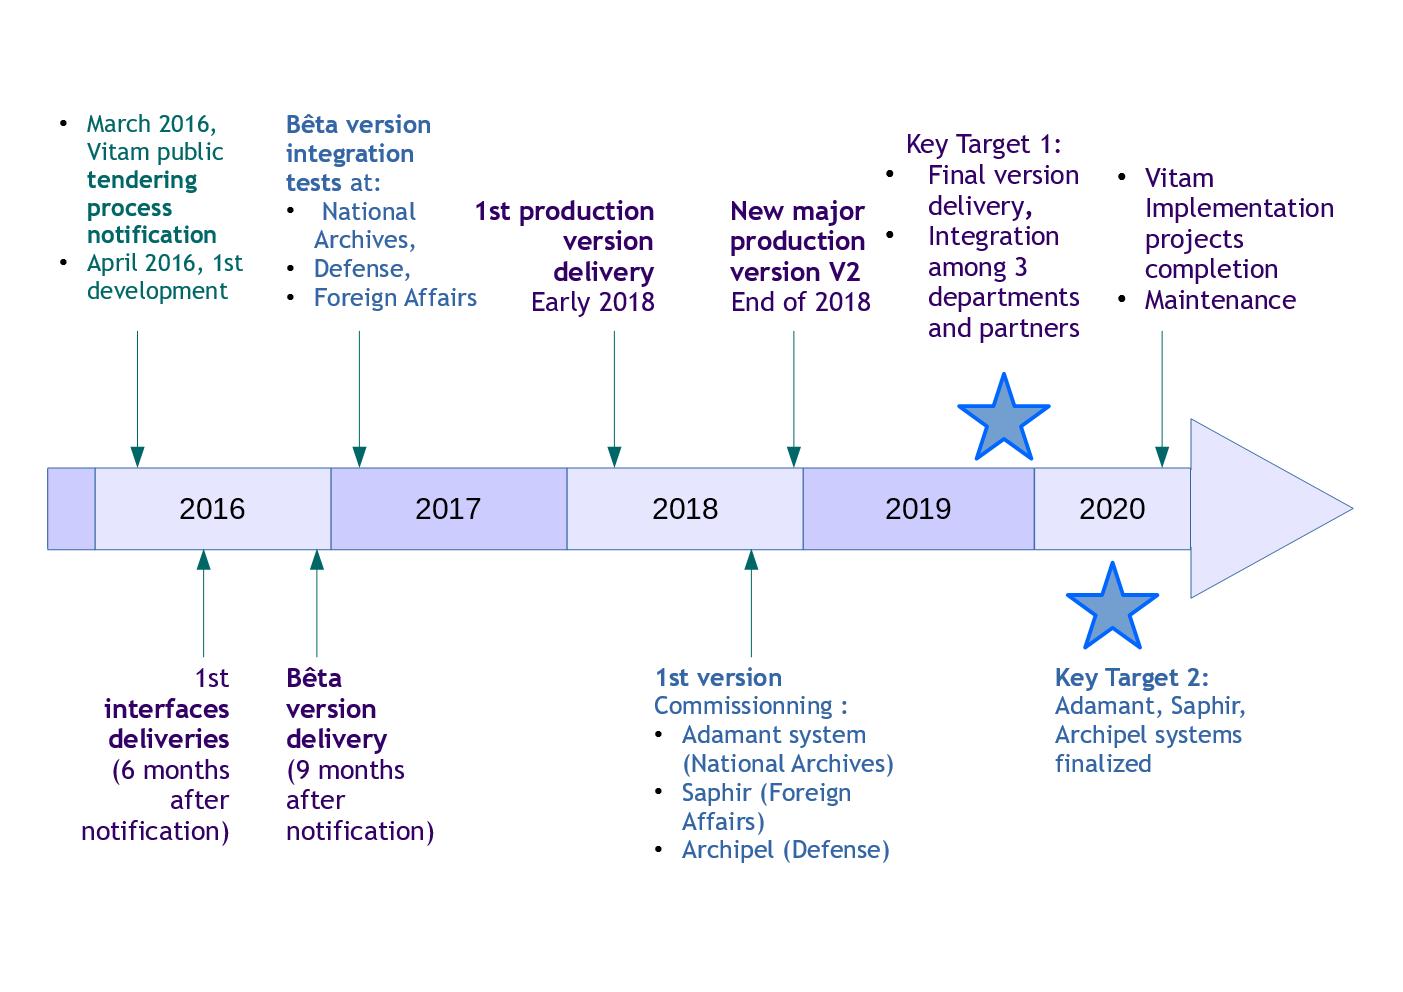 • March 2016,
Vitam public
tendering
process
notification
• April 2016, 1st
development
Bêta version
integration
tests at:
• National
Archives,
• Defense,
• Foreign Affairs
1st production
version
delivery
Early 2018
New major
production
version V2
End of 2018
Key Target 1:
• Final version
delivery,
• Integration
among 3
departments
and partners
• Vitam
Implementation
projects
completion
• Maintenance
2016
2017
2018
2019
2020
1st
interfaces
deliveries
(6 months
after
notification)
Bêta
version
delivery
(9 months
after
notification)
1st version
Commissionning :
• Adamant system
(National Archives)
• Saphir (Foreign
Affairs)
• Archipel (Defense)
Key Target 2:
Adamant, Saphir,
Archipel systems
finalized